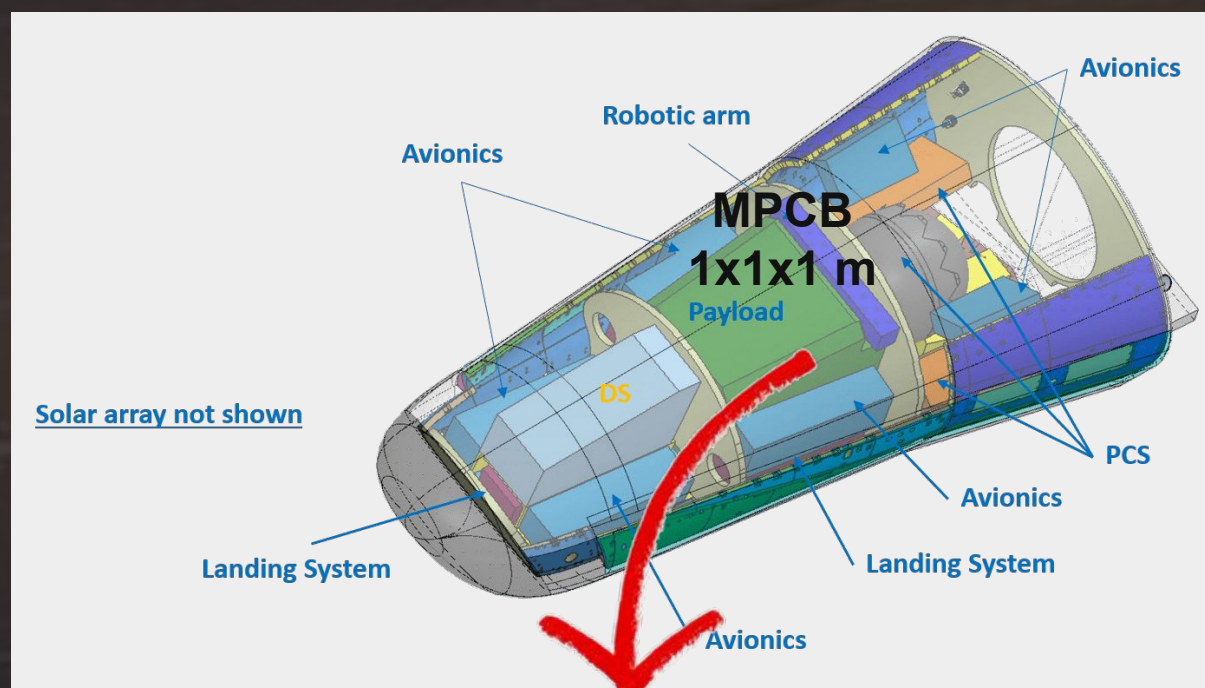 Avionics
Robotic arm
Avionics
MPCB
1x1x1 m
Payload
DS
Solar array not shown
PCS
Avionics
Landing System
Landing System
Avionics